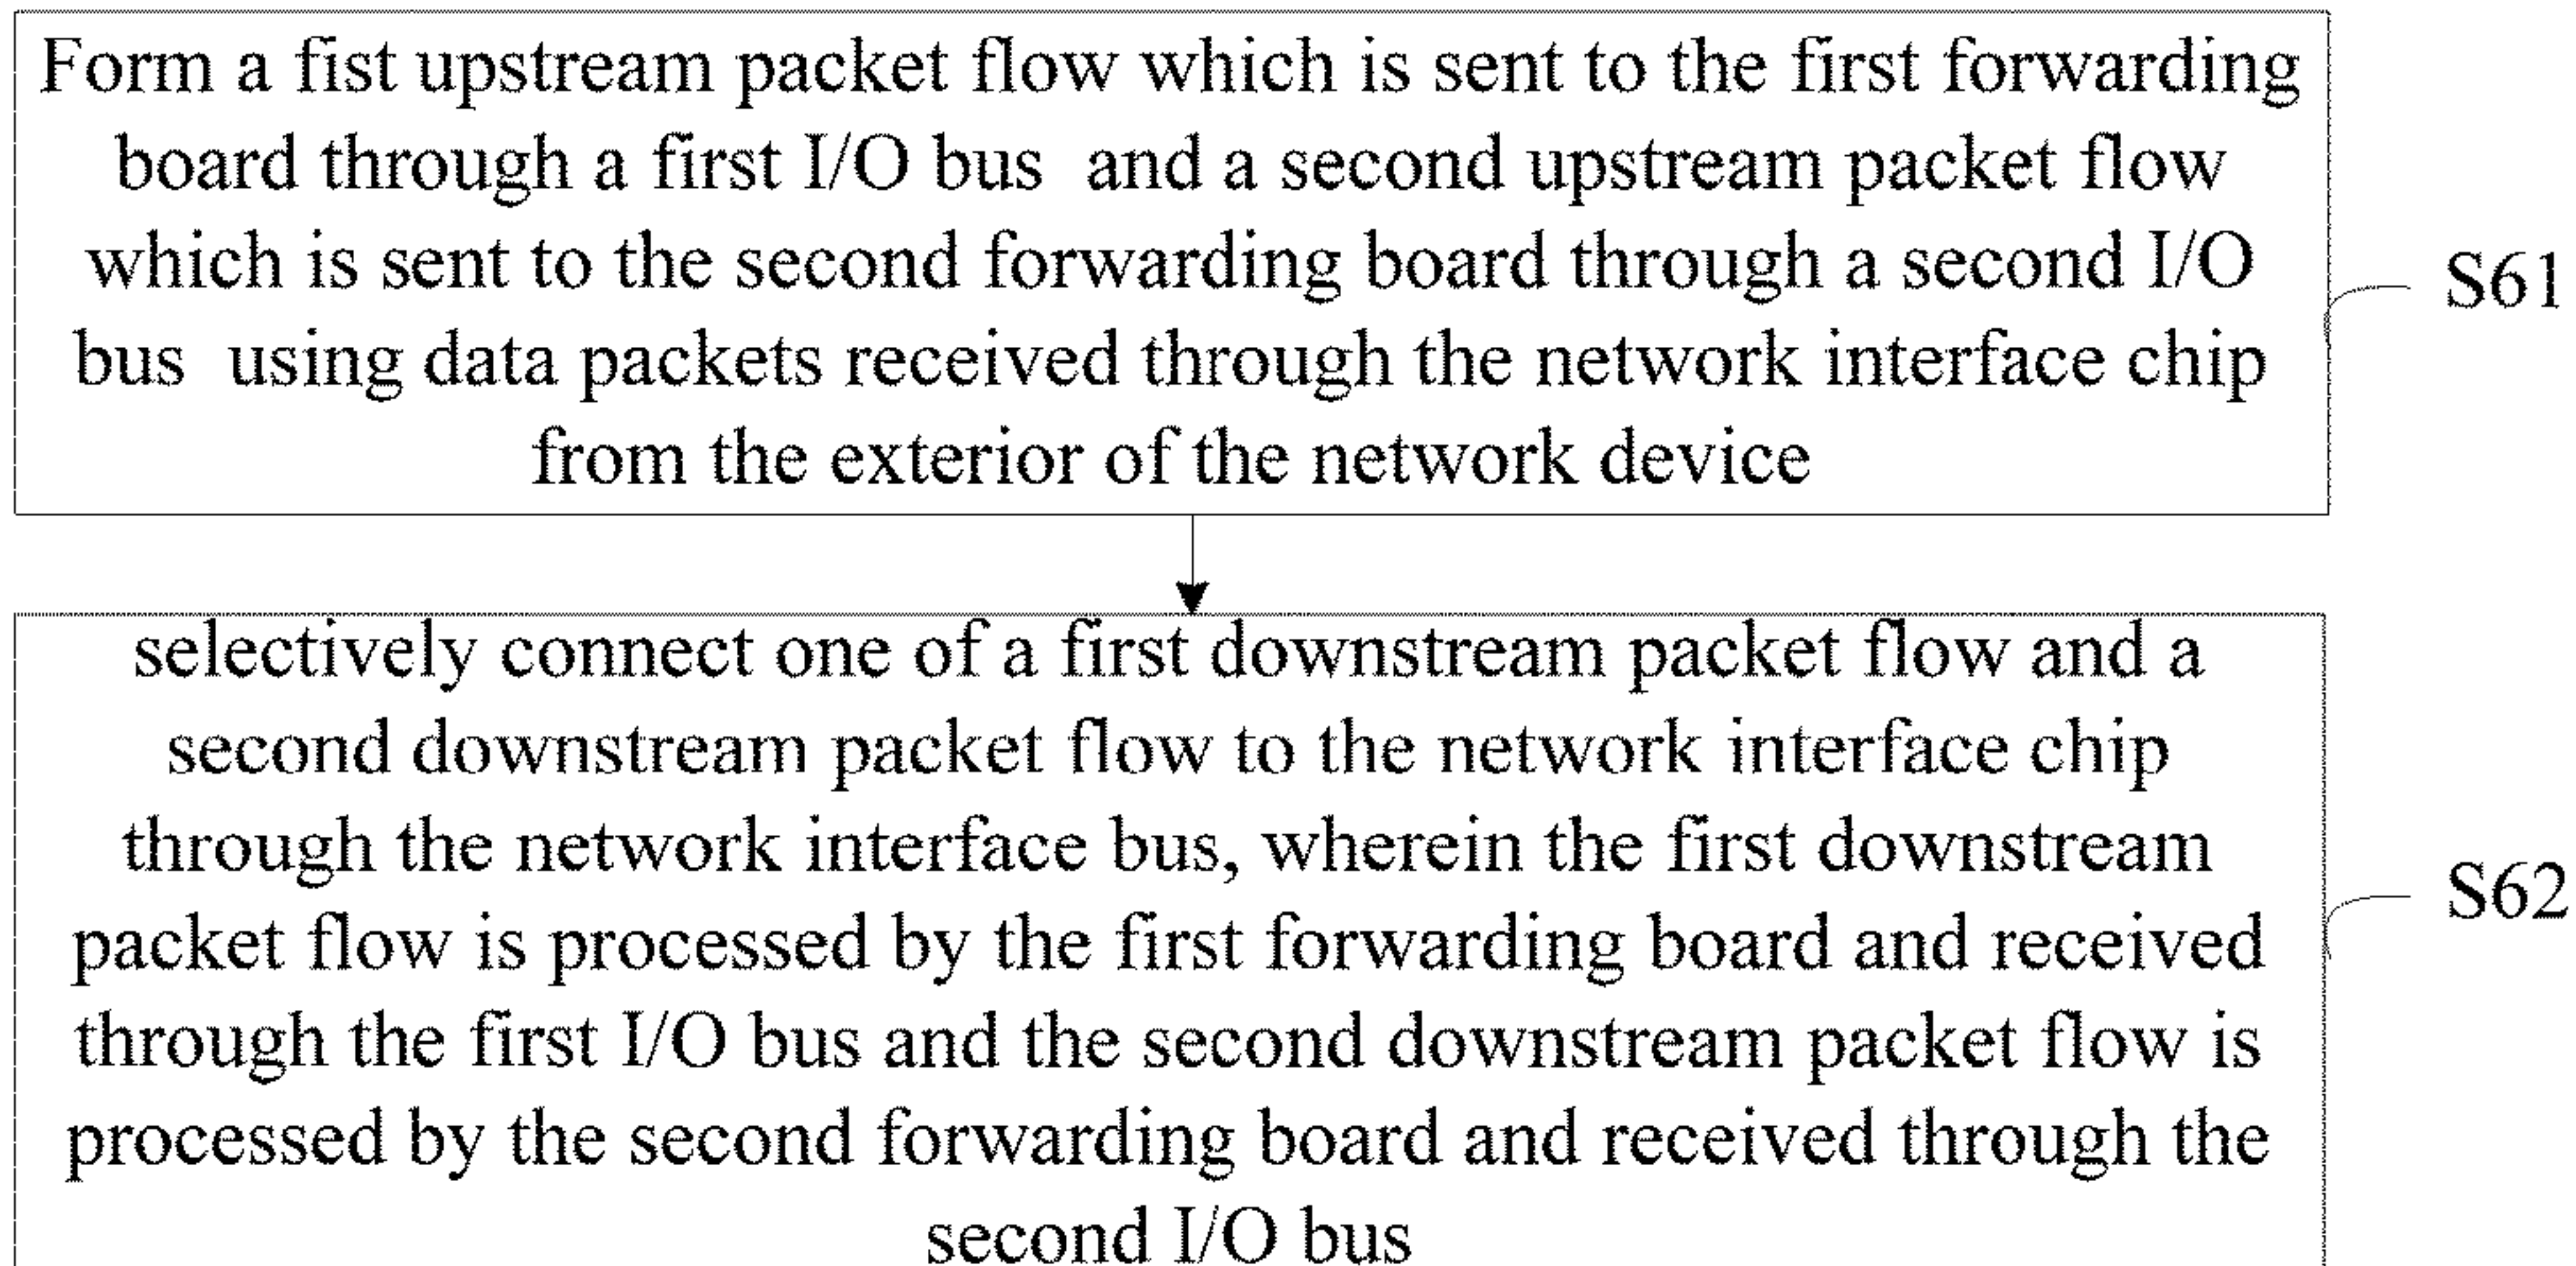 Form a fist upstream packet flow which is sent to the first forwarding
board through a first I/O bus and a second upstream packet flow
which is sent to the second forwarding board through a second I/O
bus using data packets received through the network interface chip
from the exterior of the network device
S61
selectively connect one of a first downstream packet flow and a
second downstream packet flow to the network interface chip
through the network interface bus, wherein the first downstream
packet flow is processed by the first forwarding board and received
through the first I/O bus and the second downstream packet flow is
processed by the second forwarding board and received through the
second I/O bus
S62